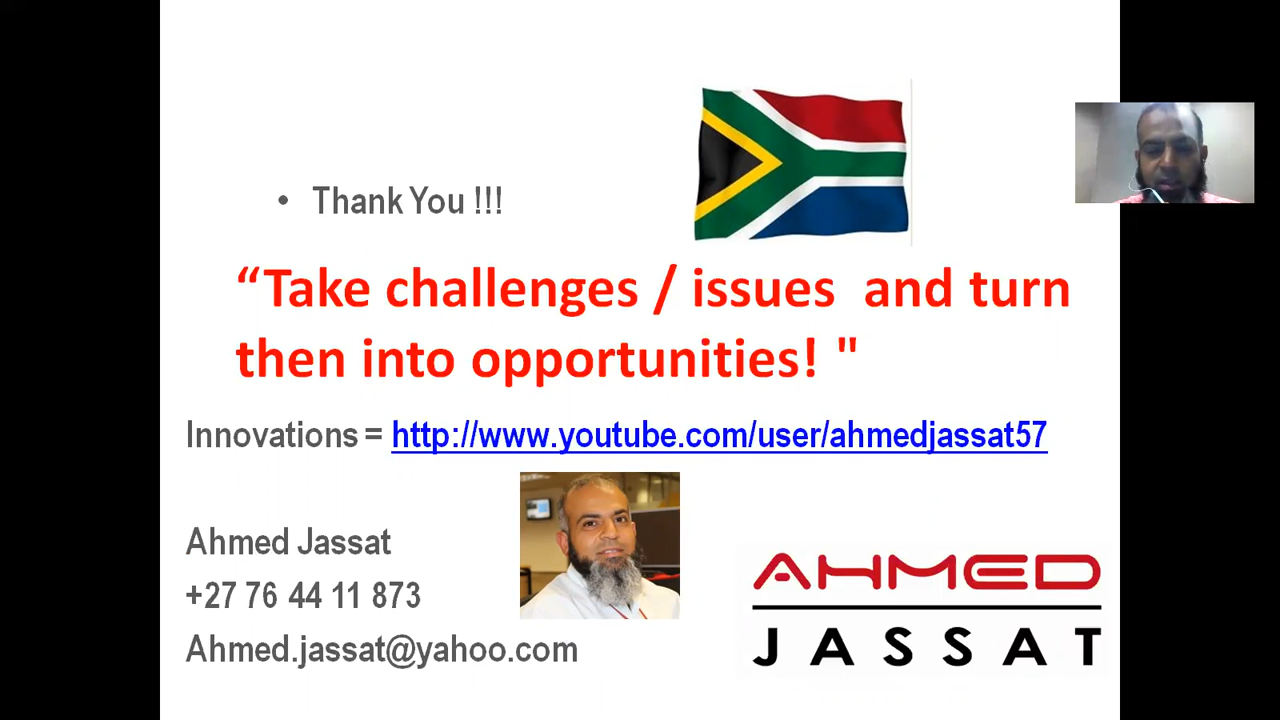 • Thank You !!!
“Take challenges / issues and turn
then into opportunities! "
Innovations = http://www.youtube.com/user/ahmedjassat57
Ahmed Jassat
+27 76 44 11 873
Ahmed.jassat@yahoo.com
AHMED
JASSAT